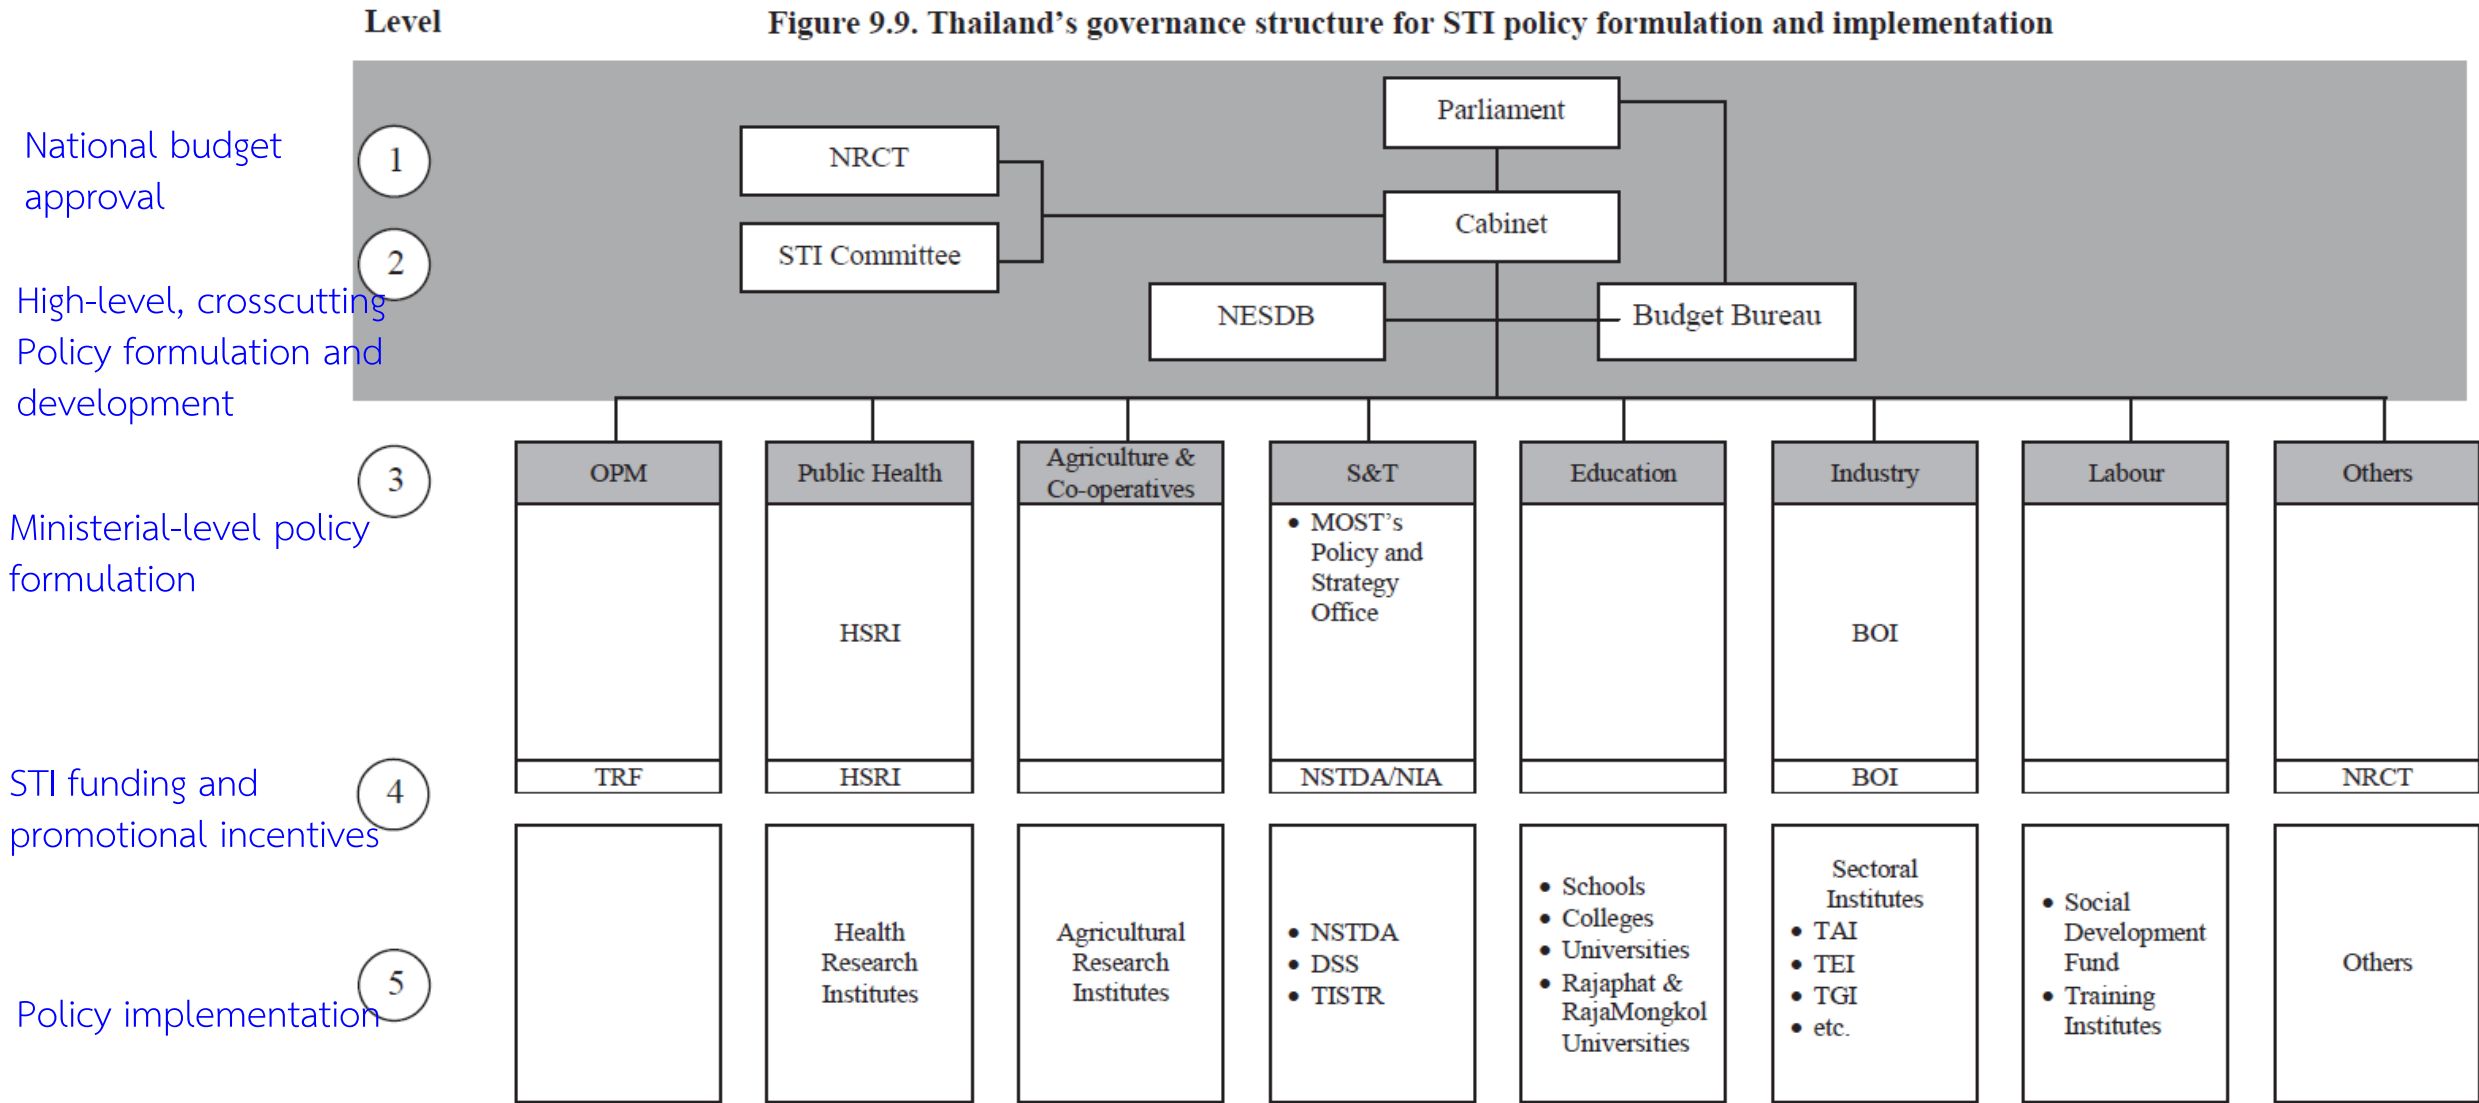 Level
Figure 9.9. Thailand's governance structure for STI policy formulation and implementation
National budget
approval
1
NRCT
Parliament
STI Committee
Cabinet
2
High-level, crosscutting
Policy formulation and
development
NESDB
Budget Bureau
3
Ministerial-level policy
formulation
OPM
Public Health
Agriculture &
Co-operatives
S&T
Education
Industry
Labour
Others
HSRI
• MOST's
Policy and
Strategy
Office
BOI
STI funding and
promotional incentives
4
TRF
HSRI
NSTDA/NIA
BOI
NRCT
5
Policy implementation
Health
Research
Institutes
Agricultural
Research
Institutes
• NSTDA
• DSS
• TISTR
• Schools
• Colleges
• Universities
• Rajaphat &
RajaMongkol
Universities
Sectoral
Institutes
• TAI
• TEI
• TGI
• etc.
• Social
Development
Fund
• Training
Institutes
Others